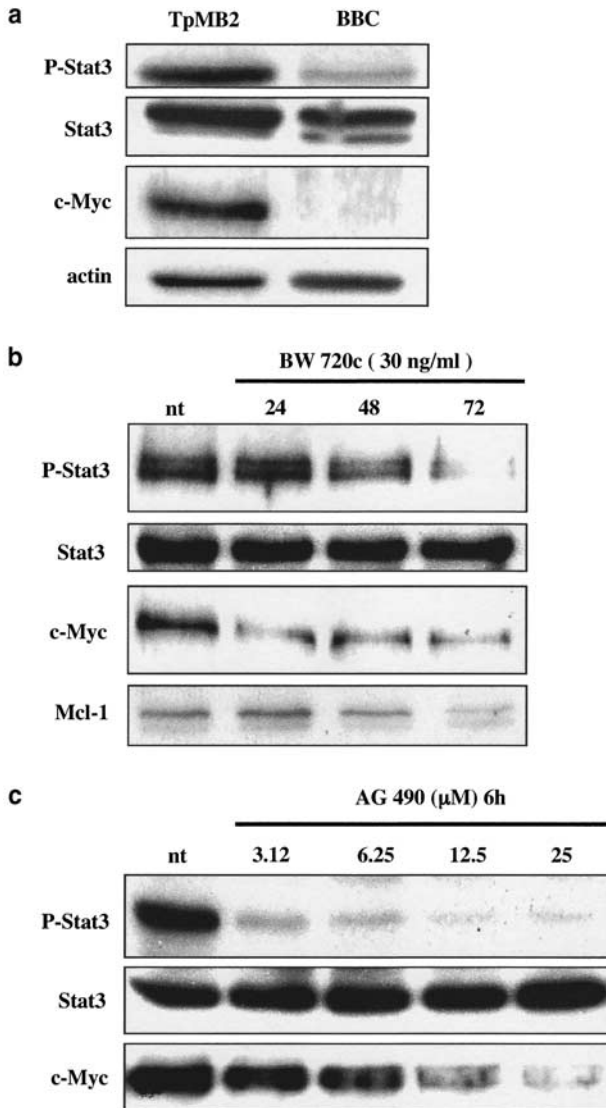 a
TpMB2 BBC
P-Stat3
Stat3
c-Myc
actin
b
BW 720c ( 30 ng/ml )
nt 24 48 72
P-Stat3
Stat3
c-Myc
Mcl-1
c
AG 490 (μM) 6h
nt 3.12 6.25 12.5 25
P-Stat3
Stat3
c-Myc